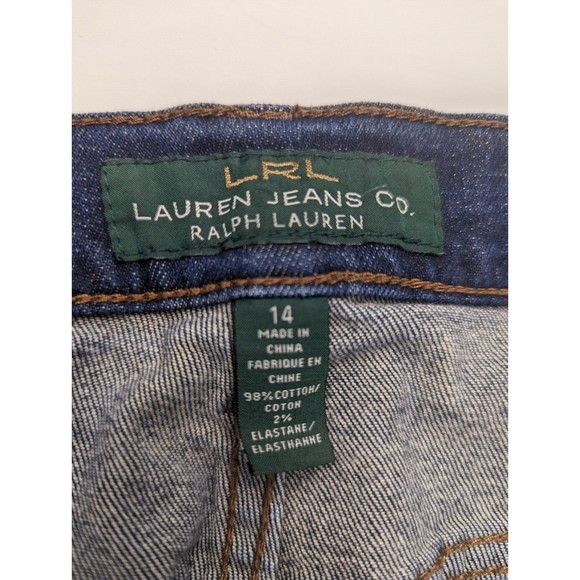 LRL
LAUREN JEANS CO.
RALPH LAUREN
14
MADE IN
CHINA
FABRIQUE EN
CHINE
98% COTTON/
COTON
2%
ELASTANE/
ELASTHANNE